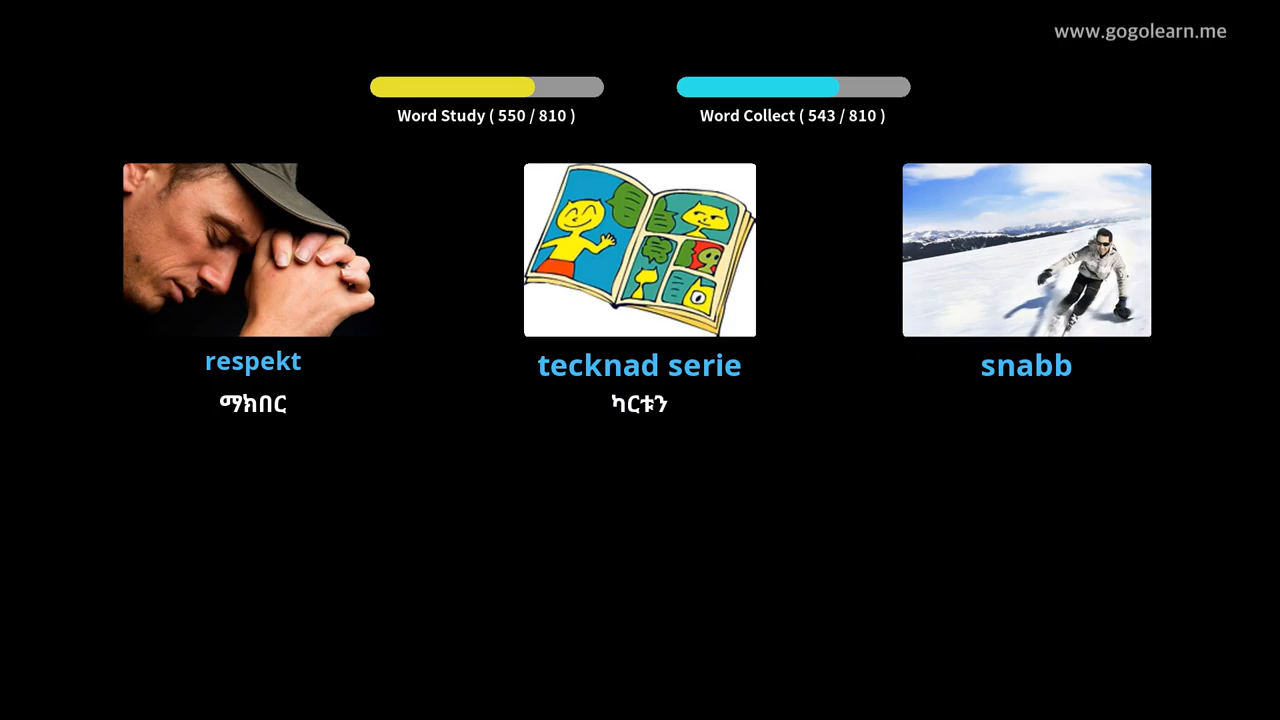 www.gogolearn.me
Word Study ( 550 / 810 )
Word Collect ( 543 / 810 )
respekt
ማክበር
tecknad serie
ካርቱን
snabb